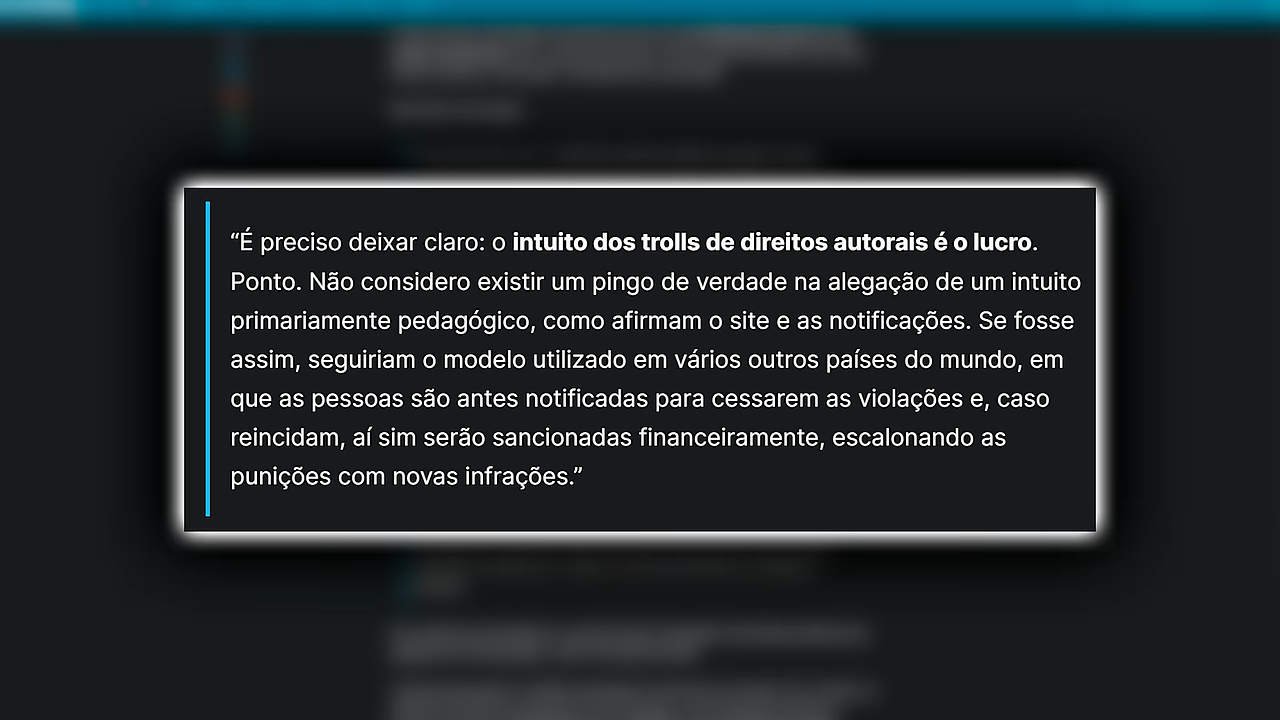 “É preciso deixar claro: o intuito dos trolls de direitos autorais é o lucro.
Ponto. Não considero existir um pingo de verdade na alegação de um intuito
primariamente pedagógico, como afirmam o site e as notificações. Se fosse
assim, seguiriam o modelo utilizado em vários outros países do mundo, em
que as pessoas são antes notificadas para cessarem as violações e, caso
reincidam, aí sim serão sancionadas financeiramente, escalonando as
punições com novas infrações.”